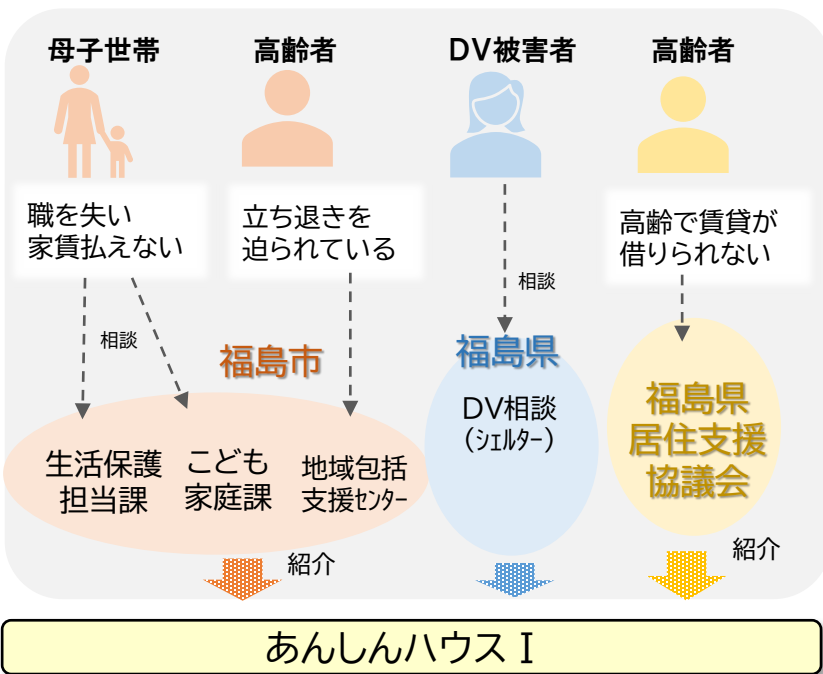 母子世帯
高齢者
DV被害者
高齢者
職を失い
家賃払えない
立ち退きを
迫られている
高齢で賃貸が
借りられない
相談
相談
福島市
福島県
生活保護
担当課
こども
家庭課
地域包括
支援ｾﾝﾀｰ
DV相談
(ｼｪﾙﾀｰ)
福島県
居住支援
協議会
紹介
紹介
あんしんハウスⅠ